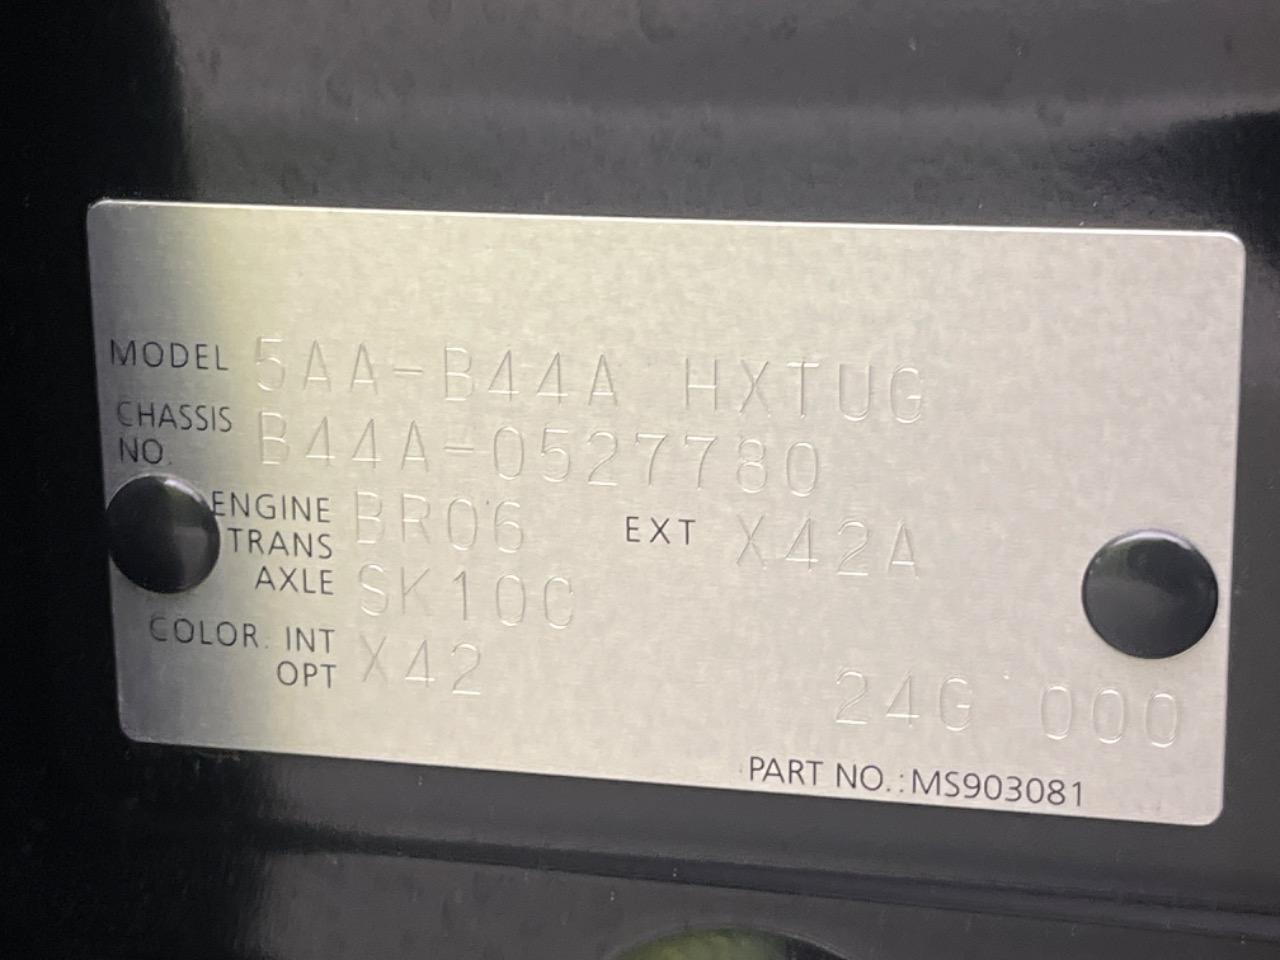 MODEL 5AA-B44A HXTUG
CHASSIS NO. B44A-0527780
ENGINE BR06 EXT X42A
TRANS
AXLE SK100
COLOR. INT X42
OPT 24G 000
PART NO.:MS903081